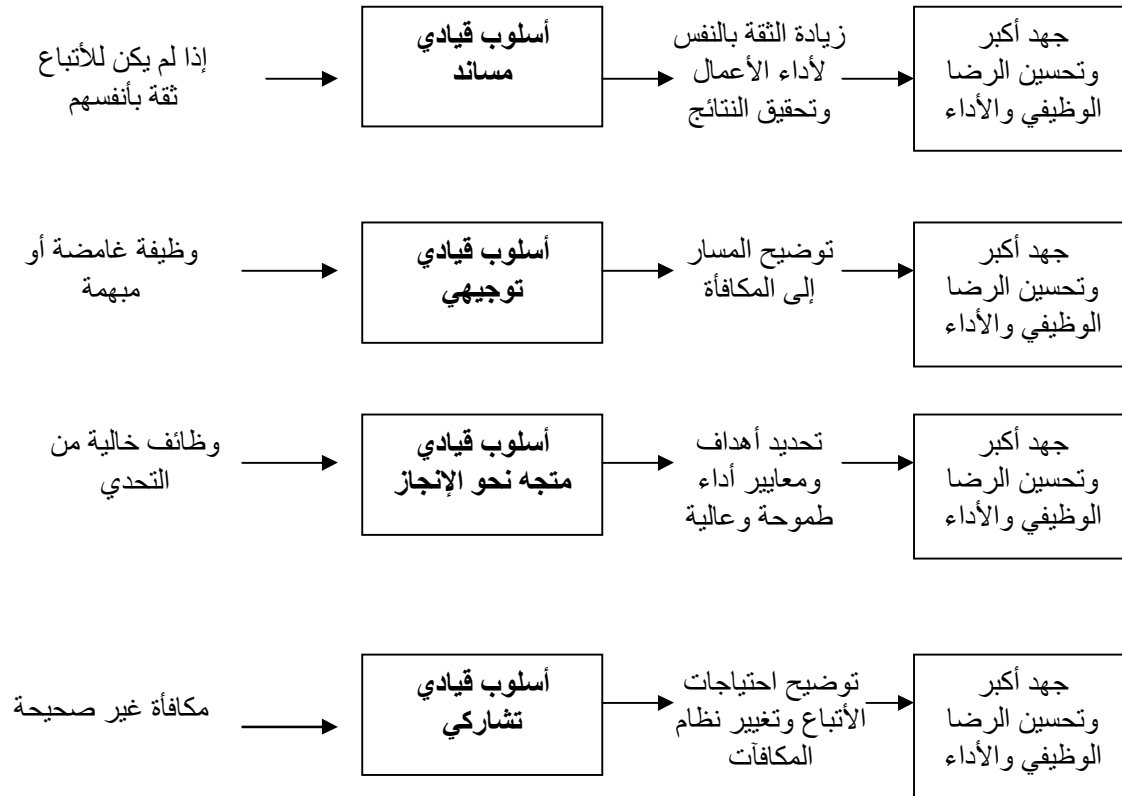 إذا لم يكن للأتباع
ثقة بأنفسهم
أسلوب قيادي
مساند
زيادة الثقة بالنفس
لأداء الأعمال
وتحقيق النتائج
جهد أكبر
وتحسين الرضا
الوظيفي والأداء
وظيفة غامضة أو
مبهمة
أسلوب قيادي
توجيهي
توضيح المسار
إلى المكافأة
جهد أكبر
وتحسين الرضا
الوظيفي والأداء
وظائف خالية من
التحدي
أسلوب قيادي
متجه نحو الإنجاز
تحديد أهداف
ومعايير أداء
طموحة وعالية
جهد أكبر
وتحسين الرضا
الوظيفي والأداء
مكافأة غير صحيحة
أسلوب قيادي
تشاركي
توضيح احتياجات
الأتباع وتغيير نظام
المكافآت
جهد أكبر
وتحسين الرضا
الوظيفي والأداء